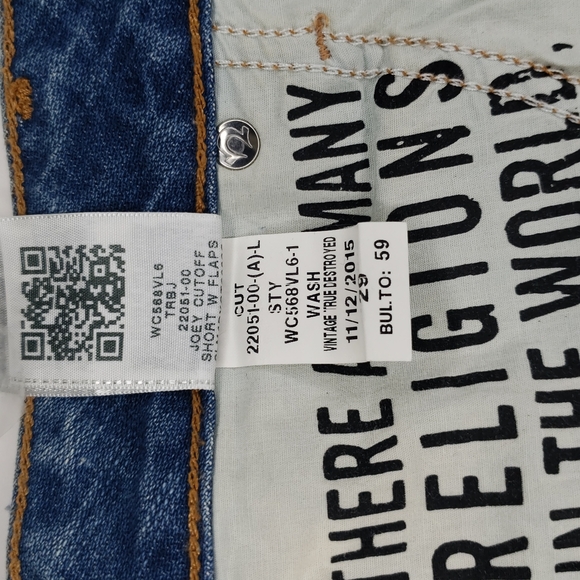 WC568VL6
TRBJ
22051-00
JOEY CUTOFF
SHORT W FLAPS
CUT
22051-00-(A)-L
STY
WC568VL6-1
WASH
VINTAGE TRUE DESTROYED
11/12/2015
29
BULTO: 59
THERE MANY
RELIGIONS
IN THE WORLD,